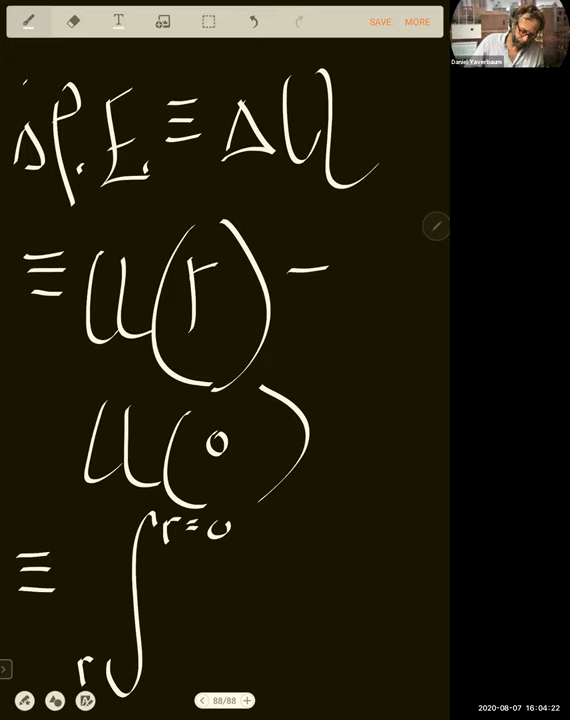 T SAVE MORE
Daniel Yaverbaum
ΔP.E. ≡ ΔU
≡ U(r) −
U(0)
≡ ∫ r=0
r
88/88
2020-08-07 16:04:22